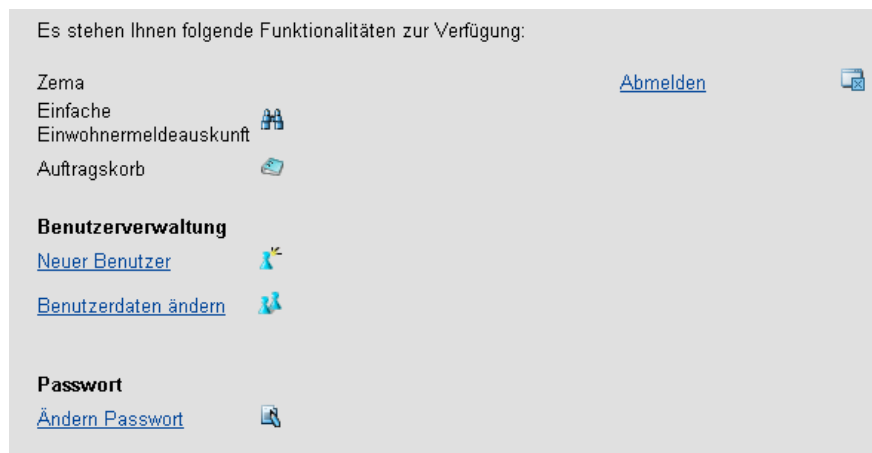 Es stehen Ihnen folgende Funktionalitäten zur Verfügung:
Zema Abmelden
Einfache
Einwohnermeldeauskunft
Auftragskorb
Benutzerverwaltung
Neuer Benutzer
Benutzerdaten ändern
Passwort
Ändern Passwort